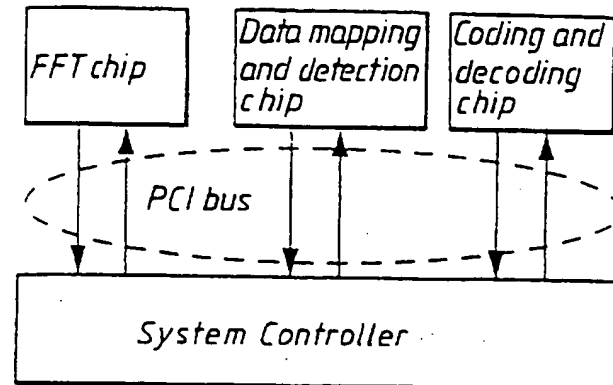 FFT chip
Data mapping
and detection
chip
Coding and
decoding
chip
PCI bus
System Controller